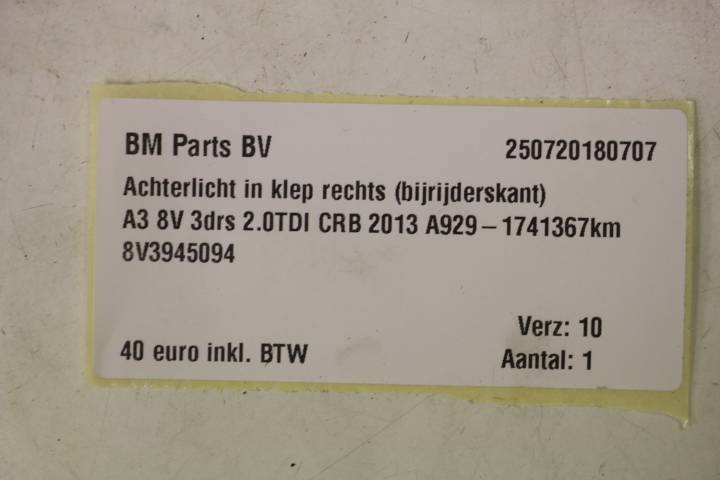 BM Parts BV 250720180707
Achterlicht in klep rechts (bijrijderskant)
A3 8V 3drs 2.0TDI CRB 2013 A929 – 1741367km
8V3945094
Verz: 10
40 euro inkl. BTW Aantal: 1